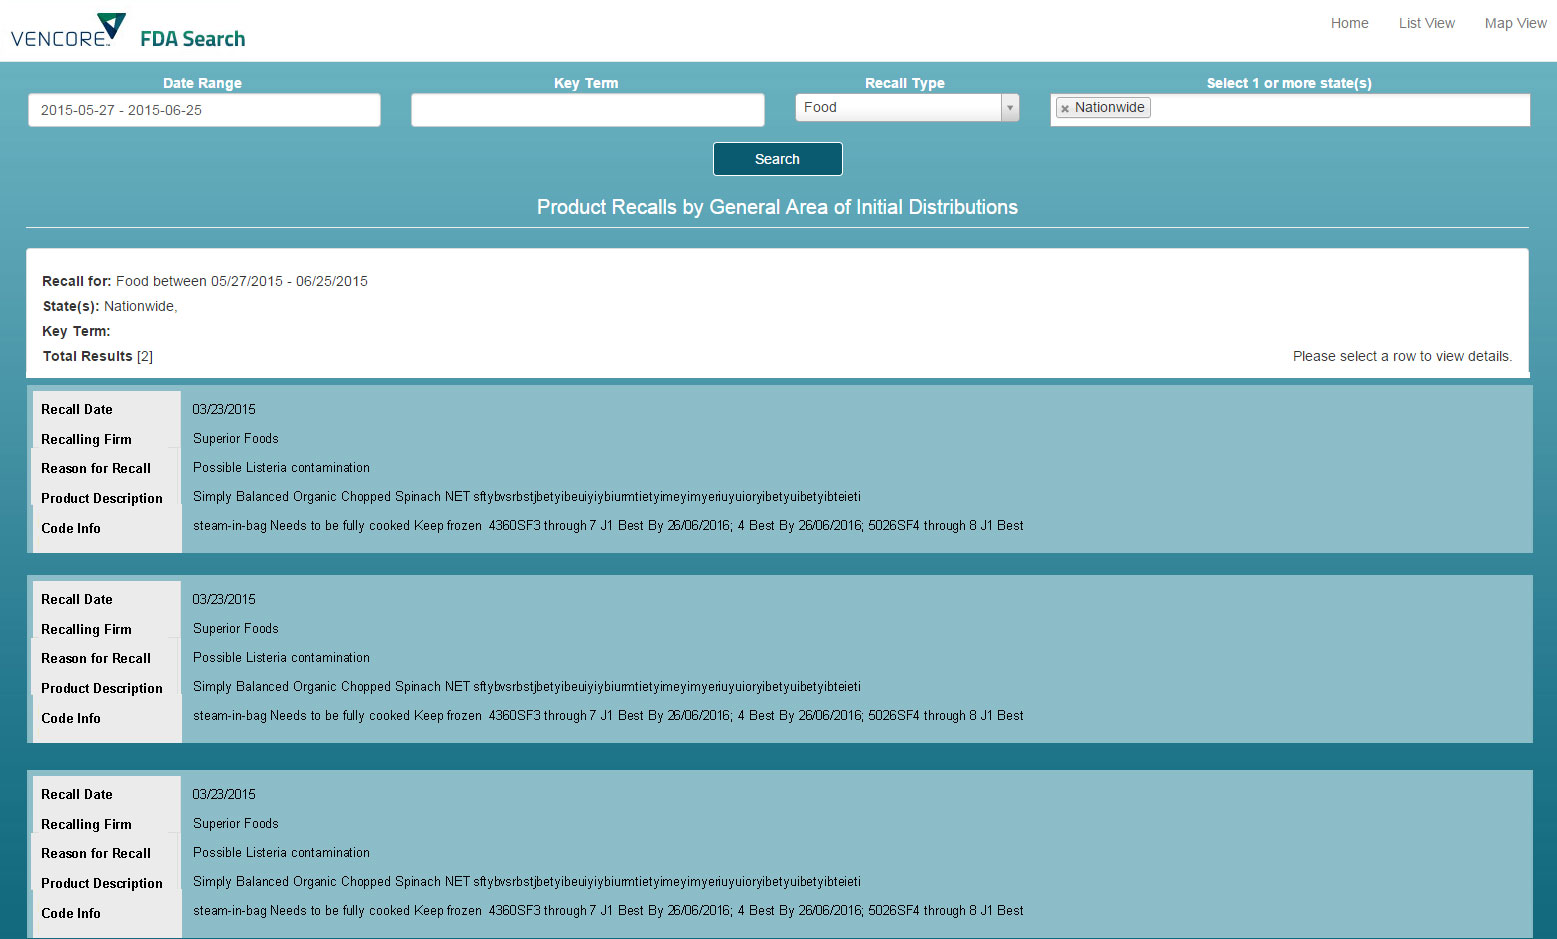 VENCORE™ FDA Search
Home List View Map View
Date Range Key Term Recall Type Select 1 or more state(s)
2015-05-27 - 2015-06-25 Food × Nationwide
Search
Product Recalls by General Area of Initial Distributions
Recall for: Food between 05/27/2015 - 06/25/2015
State(s): Nationwide,
Key Term:
Total Results [2] Please select a row to view details.
Recall Date 03/23/2015
Recalling Firm Superior Foods
Reason for Recall Possible Listeria contamination
Product Description Simply Balanced Organic Chopped Spinach NET sftybvsrbstjbetyibeuiyiybiurmtietyimeyimyeriuyuioryibetyuibetyibteieti
Code Info steam-in-bag Needs to be fully cooked Keep frozen 4360SF3 through 7 J1 Best By 26/06/2016; 4 Best By 26/06/2016; 5026SF4 through 8 J1 Best
Recall Date 03/23/2015
Recalling Firm Superior Foods
Reason for Recall Possible Listeria contamination
Product Description Simply Balanced Organic Chopped Spinach NET sftybvsrbstjbetyibeuiyiybiurmtietyimeyimyeriuyuioryibetyuibetyibteieti
Code Info steam-in-bag Needs to be fully cooked Keep frozen 4360SF3 through 7 J1 Best By 26/06/2016; 4 Best By 26/06/2016; 5026SF4 through 8 J1 Best
Recall Date 03/23/2015
Recalling Firm Superior Foods
Reason for Recall Possible Listeria contamination
Product Description Simply Balanced Organic Chopped Spinach NET sftybvsrbstjbetyibeuiyiybiurmtietyimeyimyeriuyuioryibetyuibetyibteieti
Code Info steam-in-bag Needs to be fully cooked Keep frozen 4360SF3 through 7 J1 Best By 26/06/2016; 4 Best By 26/06/2016; 5026SF4 through 8 J1 Best